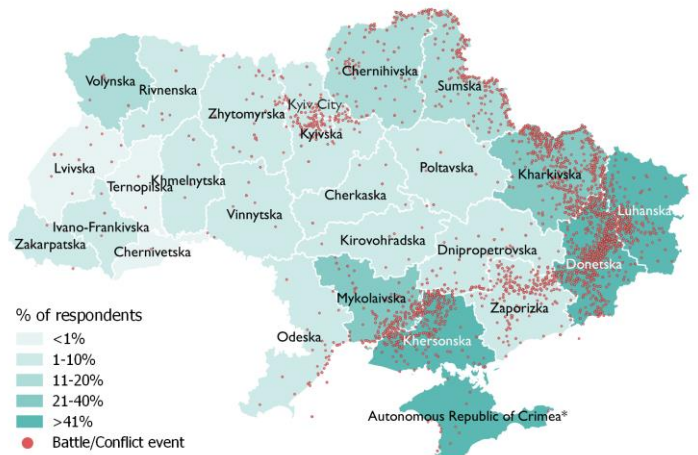 Volynska
Rivnenska
Zhytomyrska
Kyiv City
Kyivska
Chernihivska
Sumska
Lvivska
Ternopilska
Khmelnytska
Vinnytska
Cherkaska
Poltavska
Kharkivska
Luhanska
Ivano-Frankivska
Zakarpatska
Chernivetska
Kirovohradska
Dnipropetrovska
Donetska
Mykolaivska
Zaporizka
Odeska
Khersonska
Autonomous Republic of Crimea*
% of respondents
<1%
1-10%
11-20%
21-40%
>41%
Battle/Conflict event